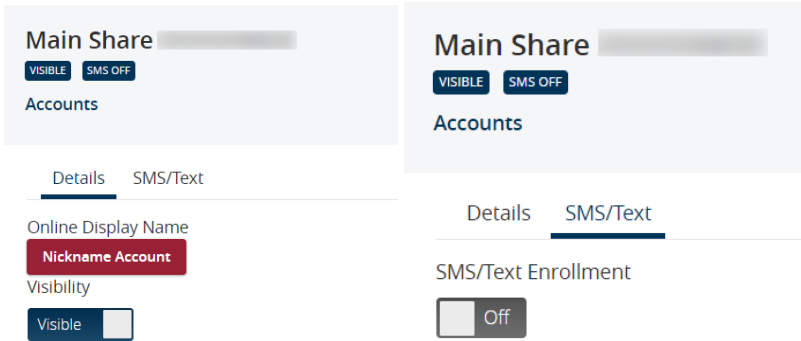 Main Share
VISIBLE SMS OFF
Accounts
Details SMS/Text
Online Display Name
Nickname Account
Visibility
Visible
Main Share
VISIBLE SMS OFF
Accounts
Details SMS/Text
SMS/Text Enrollment
Off